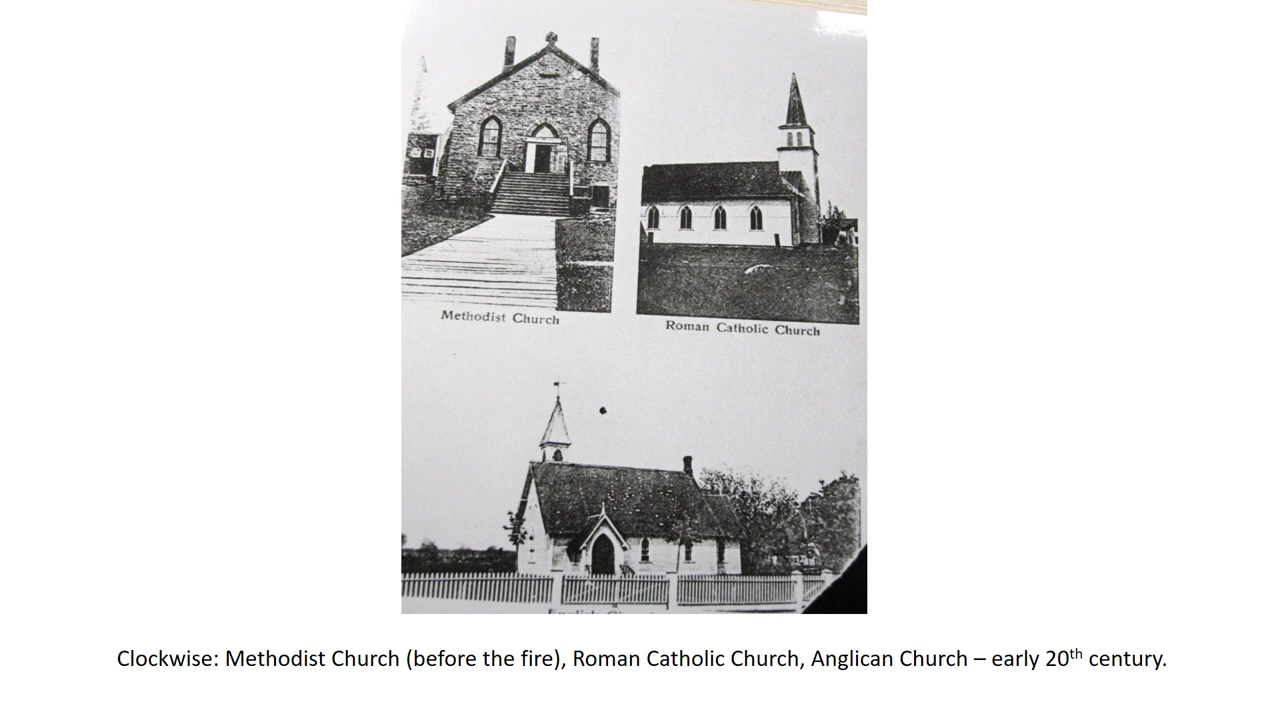 Methodist Church
Roman Catholic Church
English
Clockwise: Methodist Church (before the fire), Roman Catholic Church, Anglican Church – early 20th century.